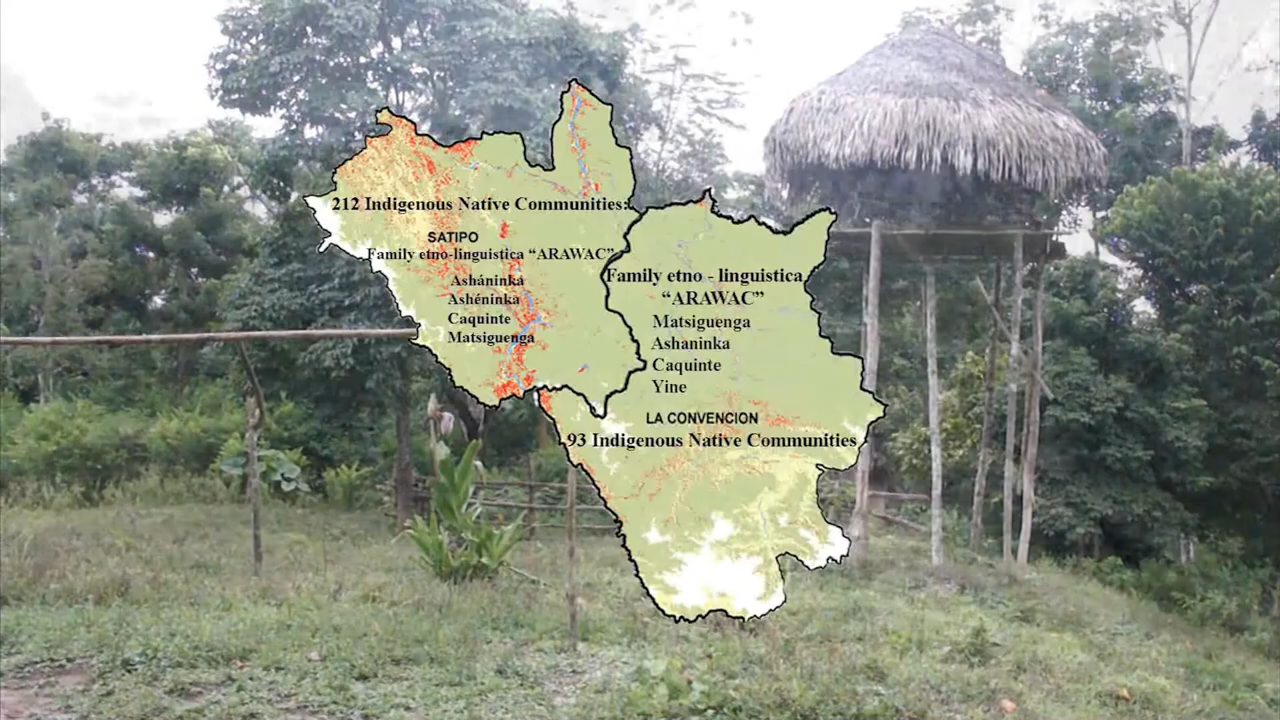 212 Indigenous Native Communities:
SATIPO
Family etno-linguistica “ARAWAC”
Asháninka
Ashéninka
Caquinte
Matsiguenga
Family etno - linguistica
“ARAWAC”
Matsiguenga
Ashaninka
Caquinte
Yine
LA CONVENCION
93 Indigenous Native Communities